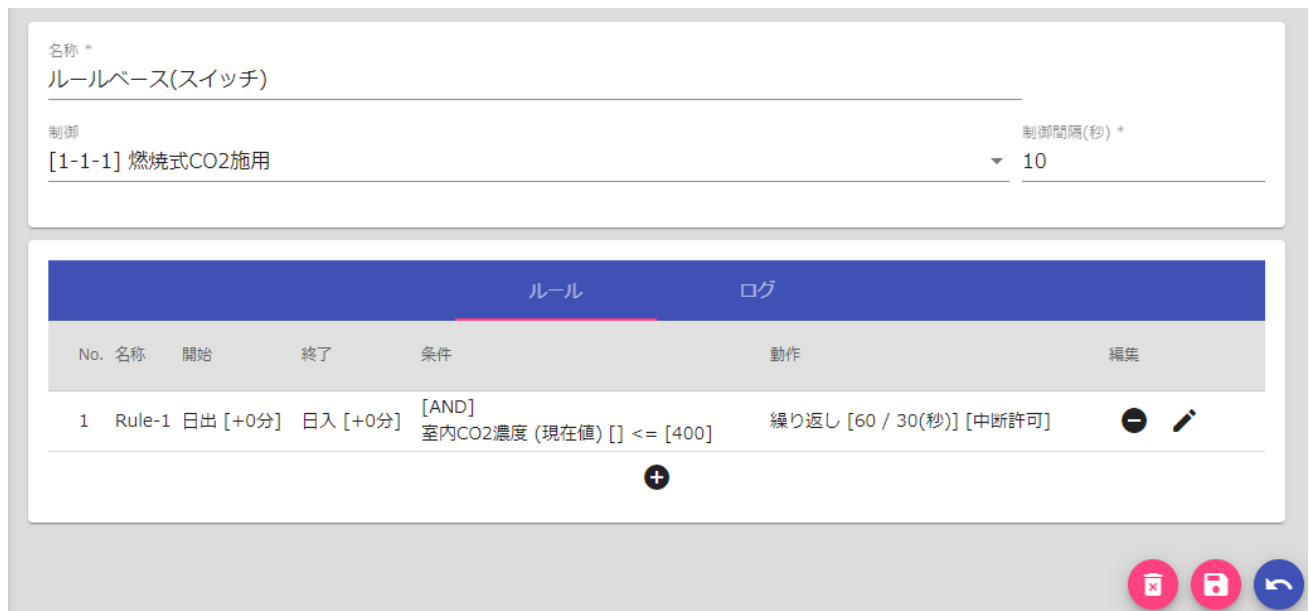 名称 *
ルールベース(スイッチ)
制御 制御間隔(秒) *
[1-1-1] 燃焼式CO2施用 10
ルール ログ
No. 名称 開始 終了 条件 動作 編集
1 Rule-1 日出 [+0分] 日入 [+0分] [AND] 繰り返し [60 / 30(秒)] [中断許可]
室内CO2濃度 (現在値) [] <= [400]